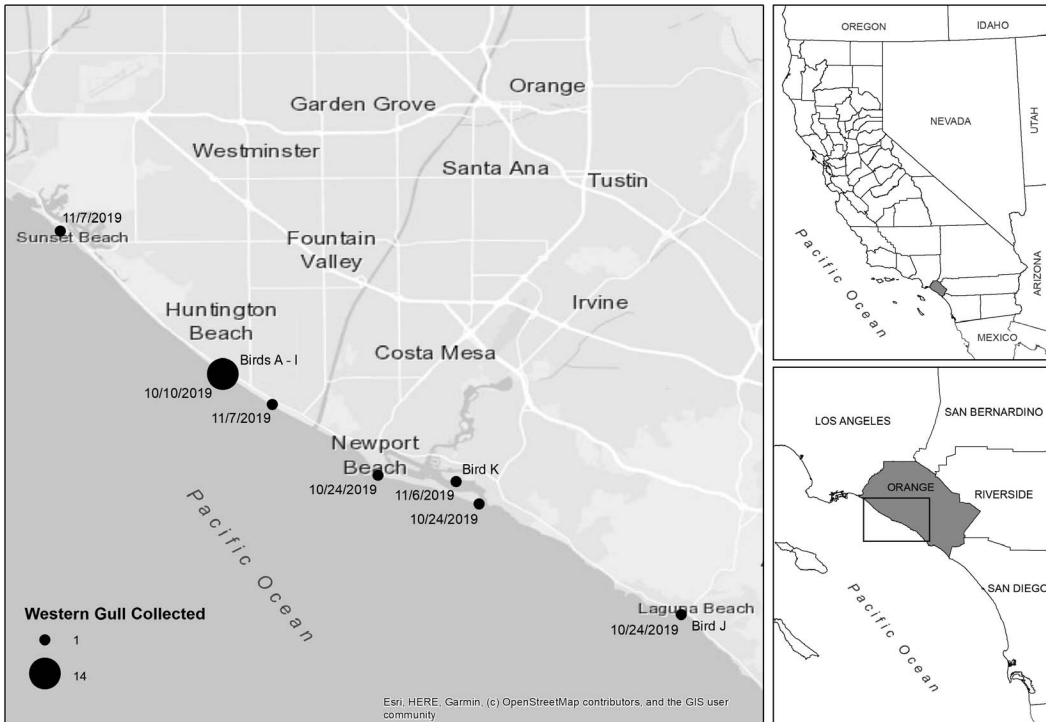 Garden Grove
Orange
Westminster
Santa Ana
Tustin
11/7/2019
Sunset Beach
Fountain
Valley
Irvine
Huntington
Beach
Birds A - I
10/10/2019
Costa Mesa
11/7/2019
Newport
Beach
10/24/2019
Bird K
11/6/2019
10/24/2019
Pacific Ocean
Laguna Beach
10/24/2019
Bird J
Western Gull Collected
1
14
Esri, HERE, Garmin, (c) OpenStreetMap contributors, and the GIS user
community
OREGON
IDAHO
NEVADA
UTAH
Pacific Ocean
ARIZONA
MEXICO
LOS ANGELES
SAN BERNARDINO
ORANGE
RIVERSIDE
SAN DIEGO
Pacific Ocean